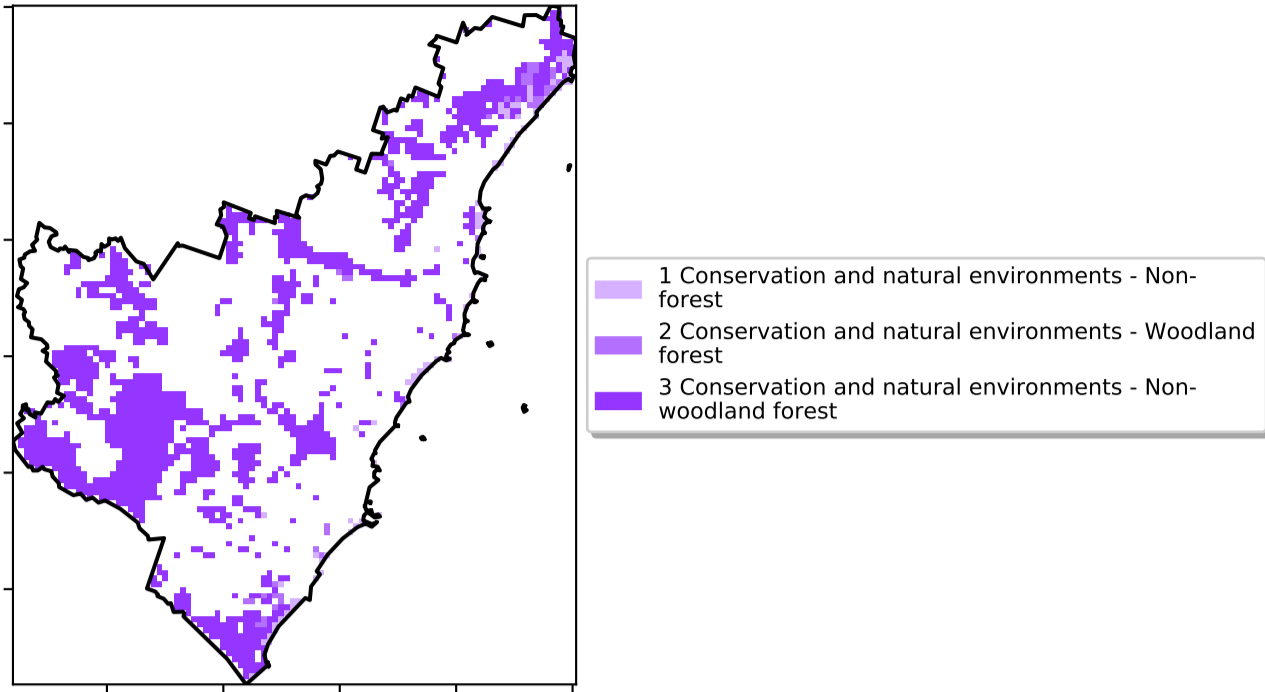 1 Conservation and natural environments - Non-
forest
2 Conservation and natural environments - Woodland
forest
3 Conservation and natural environments - Non-
woodland forest